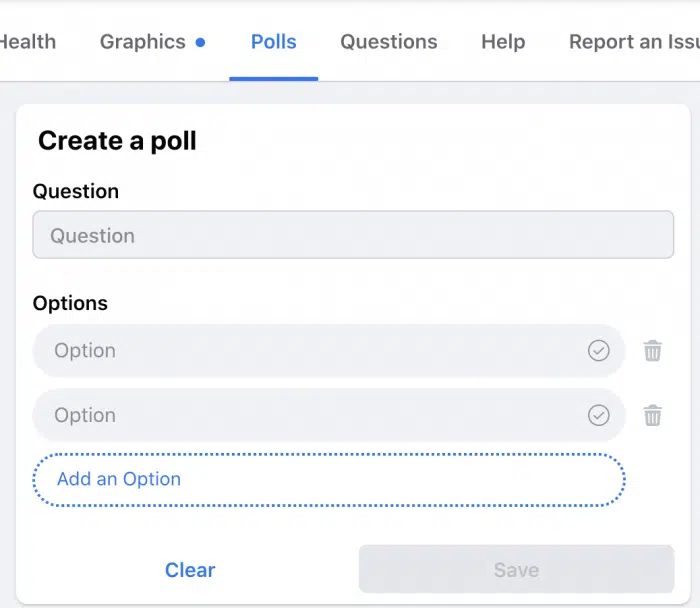 Health Graphics Polls Questions Help Report an Issu
Create a poll
Question
Question
Options
Option
Option
Add an Option
Clear Save